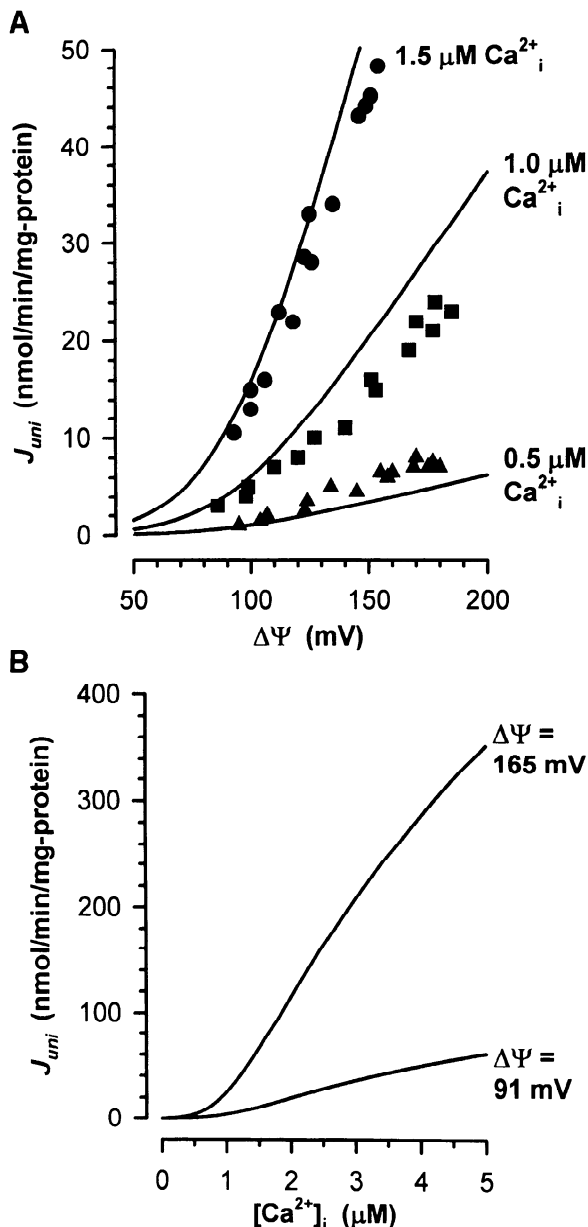 A
50
40
30
20
10
0
J_uni (nmol/min/mg-protein)
1.5 μM Ca²⁺ᵢ
1.0 μM
Ca²⁺ᵢ
0.5 μM
Ca²⁺ᵢ
50 100 150 200
ΔΨ (mV)
B
400
300
200
100
0
J_uni (nmol/min/mg-protein)
ΔΨ =
165 mV
ΔΨ =
91 mV
0 1 2 3 4 5
[Ca²⁺]ᵢ (μM)